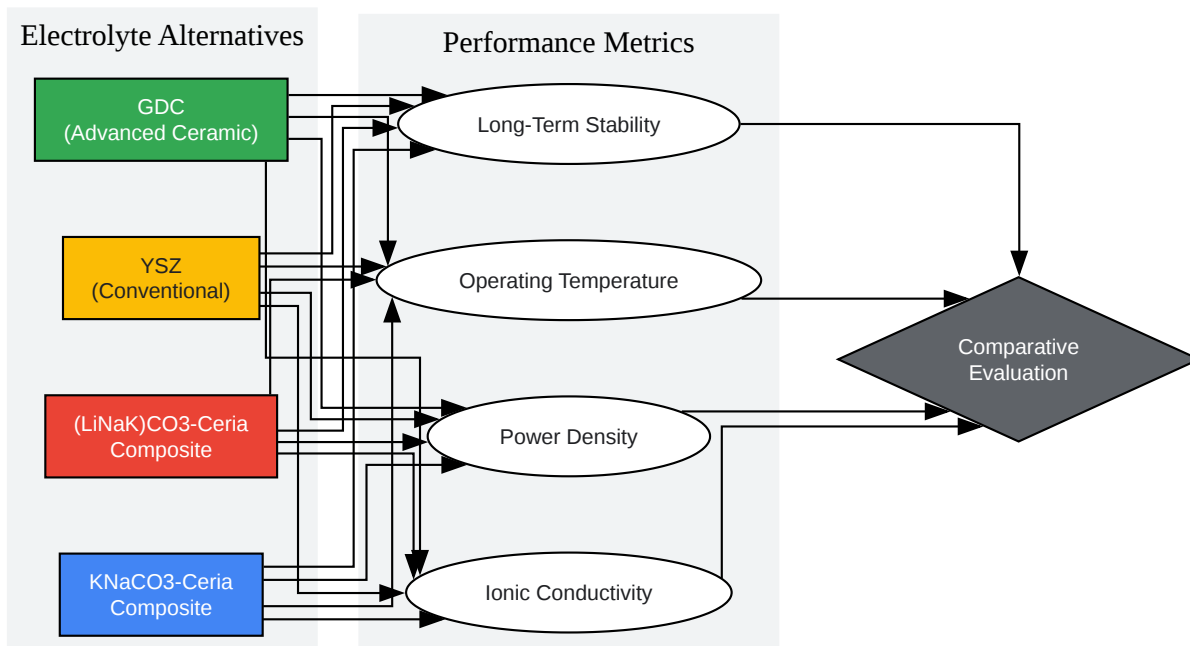 Electrolyte Alternatives
GDC
(Advanced Ceramic)
YSZ
(Conventional)
(LiNaK)CO3-Ceria
Composite
KNaCO3-Ceria
Composite
Performance Metrics
Long-Term Stability
Operating Temperature
Power Density
Ionic Conductivity
Comparative
Evaluation